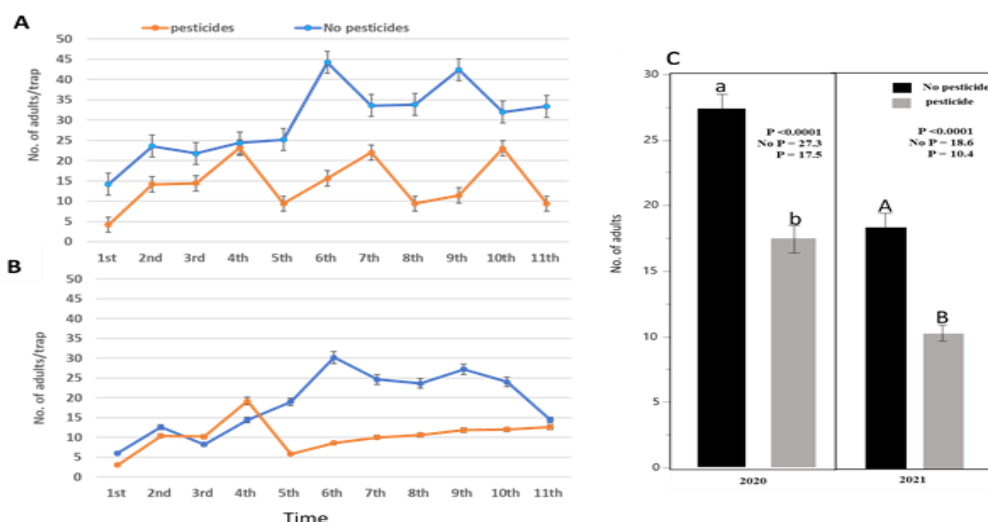 A
pesticides
No pesticides
No. of adults/trap
50
45
40
35
30
25
20
15
10
5
0
1st 2nd 3rd 4th 5th 6th 7th 8th 9th 10th 11th
B
No. of adults/trap
50
45
40
35
30
25
20
15
10
5
0
1st 2nd 3rd 4th 5th 6th 7th 8th 9th 10th 11th
Time
C
No. of adults
30
25
20
15
10
5
0
a
b
A
B
No pesticide
pesticide
P <0.0001
No P = 27.3
P = 17.5
P <0.0001
No P = 18.6
P = 10.4
2020
2021